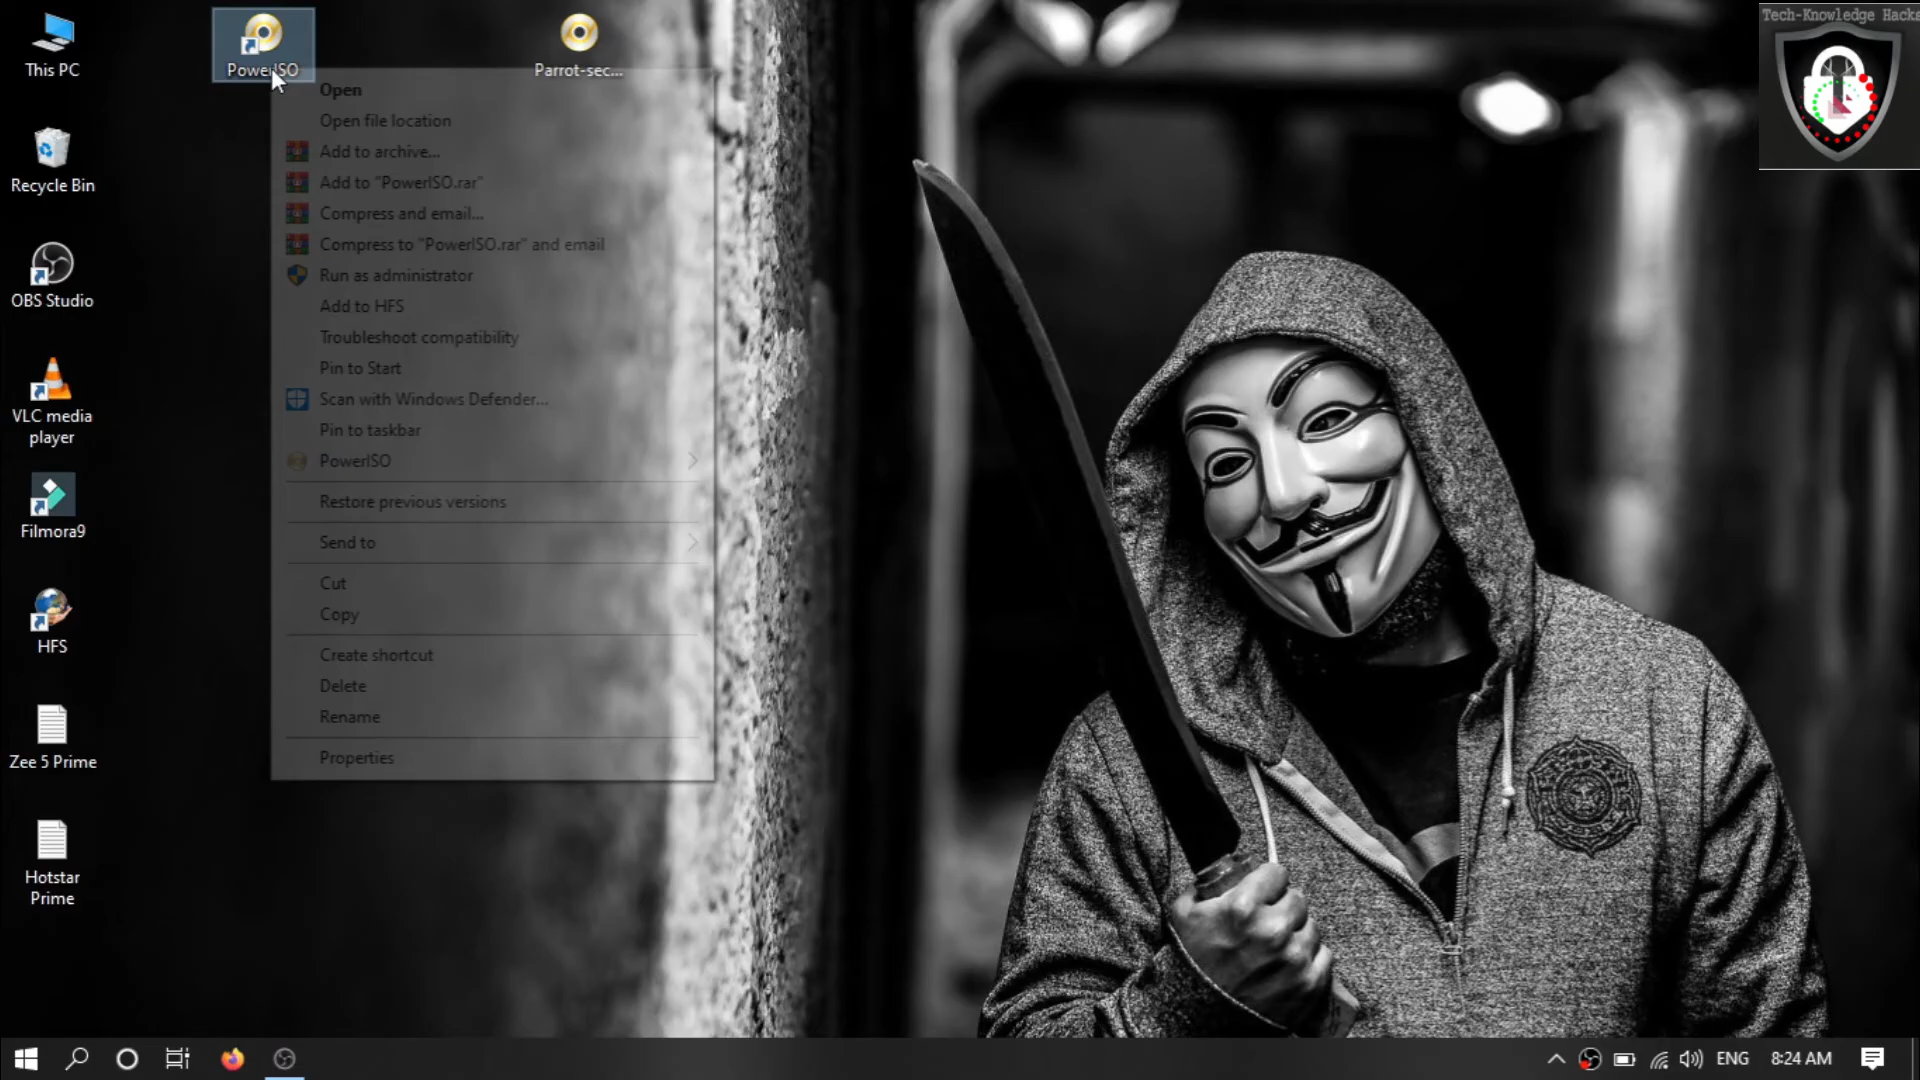 Tech-Knowledge Hacks
This PC
PowerISO
Parrot-sec...
Recycle Bin
OBS Studio
VLC media
player
Filmora9
HFS
Zee 5 Prime
Hotstar
Prime
Open
Open file location
Add to archive...
Add to "PowerISO.rar"
Compress and email...
Compress to "PowerISO.rar" and email
Run as administrator
Add to HFS
Troubleshoot compatibility
Pin to Start
Scan with Windows Defender...
Pin to taskbar
PowerISO
Restore previous versions
Send to
Cut
Copy
Create shortcut
Delete
Rename
Properties
ENG
8:24 AM